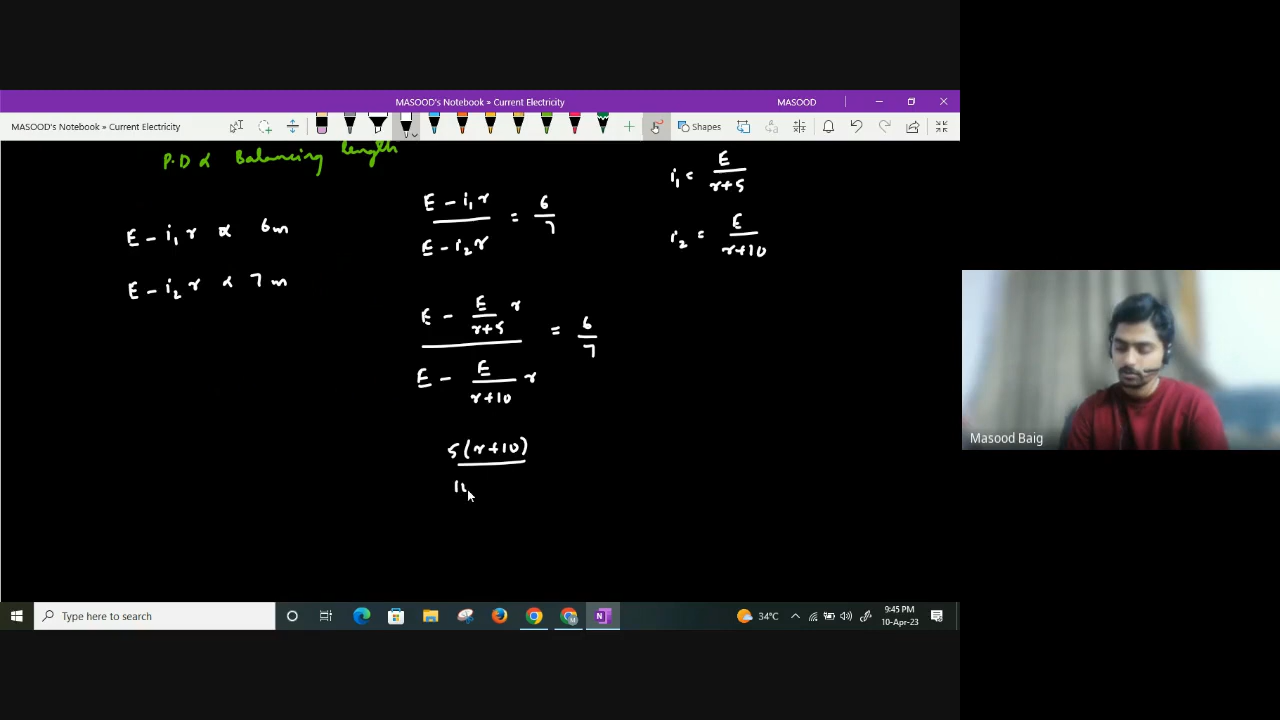 MASOOD's Notebook » Current Electricity
MASOOD
MASOOD's Notebook » Current Electricity
Shapes
P.D ∝ Balancing length
E - i₁r ∝ 6m
E - i₂r ∝ 7m
E - i₁r / E - i₂r = 6/7
i₁ = E/r+5
i₂ = E/r+10
E - E/r+5 r / E - E/r+10 r = 6/7
5(r+10)
Masood Baig
Type here to search
34°C
9:45 PM
10-Apr-23